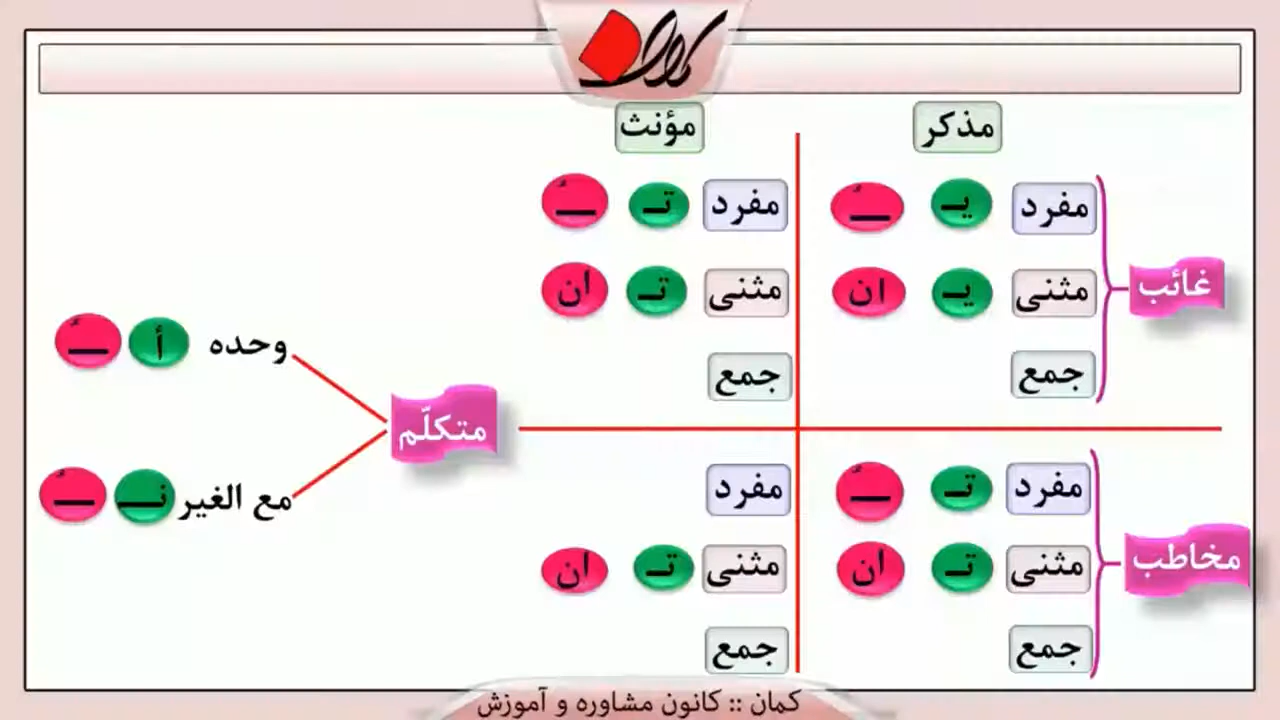 کمان
مذکر
مؤنث
غائب
مفرد یـ ـُ
مثنی یـ ان
جمع
مفرد تـ ـُ
مثنی تـ ان
جمع
مخاطب
مفرد تـ ـُ
مثنی تـ ان
جمع
مفرد
مثنی تـ ان
جمع
متکلّم
وحده أ ـُ
مع الغیر نـ ـُ
کمان :: کانون مشاوره و آموزش